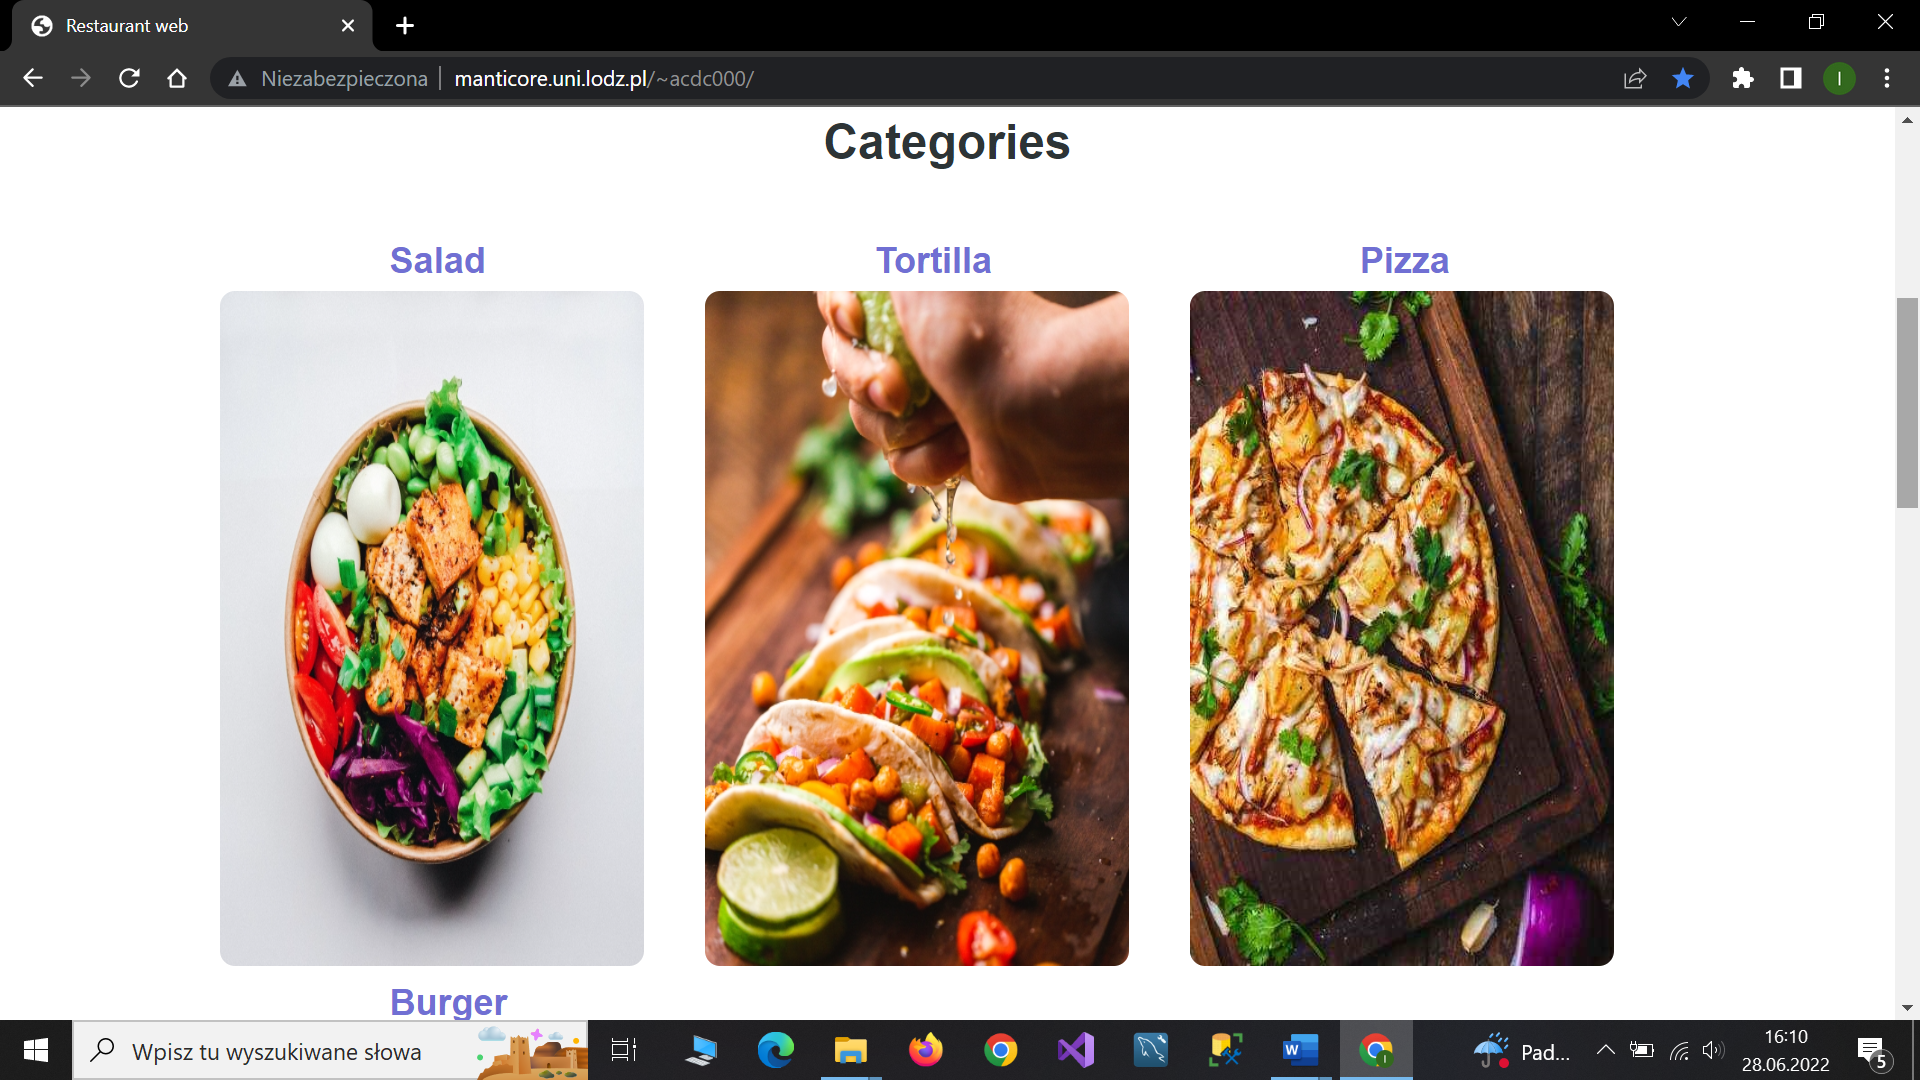 Restaurant web
Niezabezpieczona
manticore.uni.lodz.pl/~acdc000/
I
Categories
Salad
Tortilla
Pizza
Burger
Wpisz tu wyszukiwane słowa
W
I
Pad...
16:10
28.06.2022
5